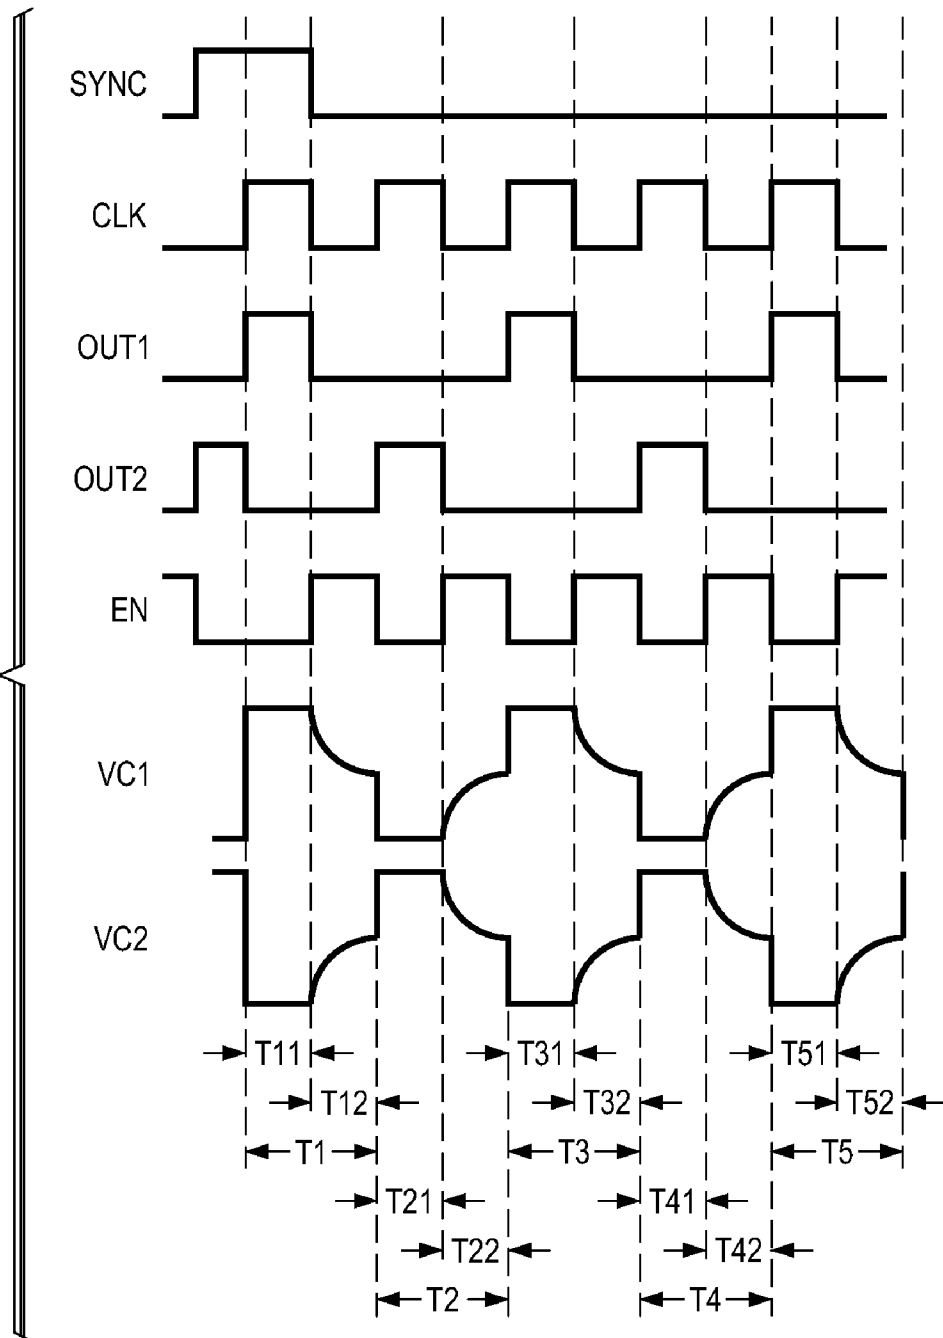 SYNC
CLK
OUT1
OUT2
EN
VC1
VC2
T11 T31 T51
T12 T32 T52
T1 T3 T5
T21 T41
T22 T42
T2 T4